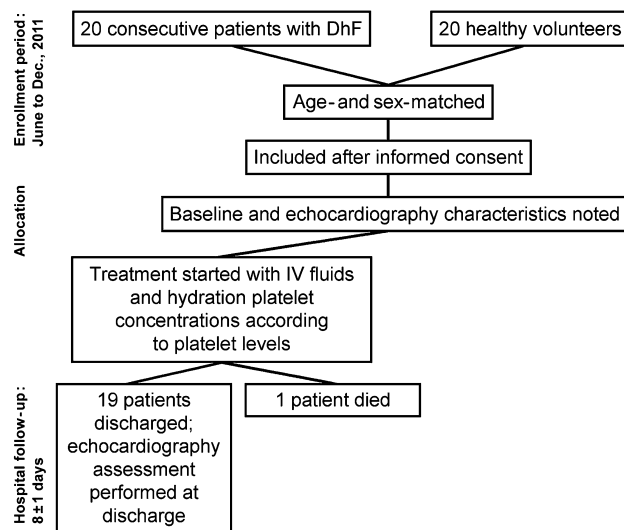 Enrollment period:
June to Dec., 2011
20 consecutive patients with DhF
20 healthy volunteers
Age- and sex-matched
Included after informed consent
Allocation
Baseline and echocardiography characteristics noted
Treatment started with IV fluids
and hydration platelet
concentrations according
to platelet levels
Hospital follow-up:
8±1 days
19 patients
discharged;
echocardiography
assessment
performed at
discharge
1 patient died